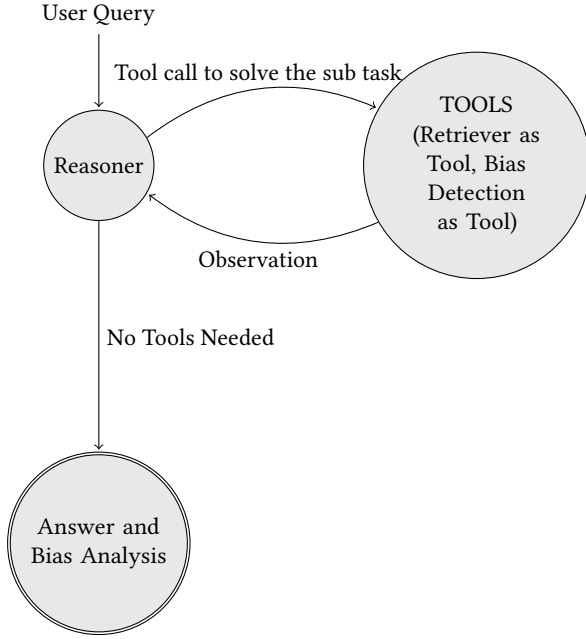 User Query
Tool call to solve the sub task
Reasoner
TOOLS
(Retriever as
Tool, Bias
Detection
as Tool)
Observation
No Tools Needed
Answer and
Bias Analysis